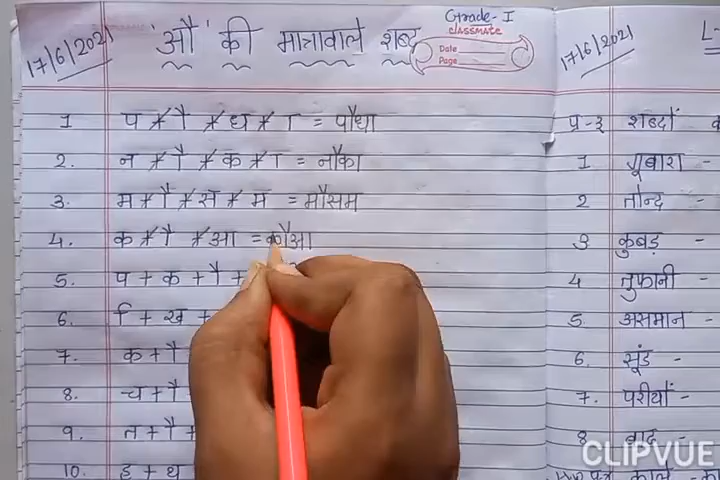 17/6/2021 'औ' की मात्रावाले शब्द
Grade- I
CLASSMATE
Date
Page
1 प + ौ + ध + ा = पौधा
2. न + ौ + क + ा = नौका
3. म + ौ + स + म = मौसम
4. क + ौ + आ = कौआ
5. प + क + ौ +
6. ि + ख +
7. क + ौ
8. च + ौ +
9. त + ौ +
10. ह + थ
17/6/2021 L-
प्र-३ शब्दों
1 गूबारा -
2 तोन्द -
3 कुबड़ -
4 तुफानी -
5. असमान -
6. सूंड -
7. परीयों -
8 बाद -
CLIPVUE